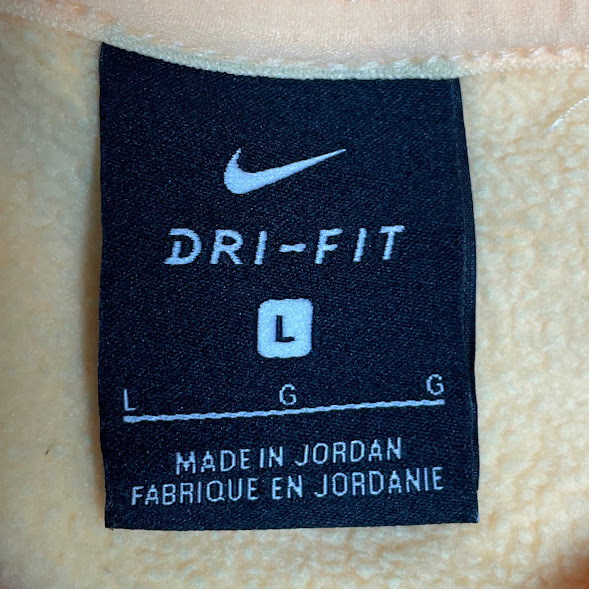 DRI-FIT
L
L G G
MADE IN JORDAN
FABRIQUE EN JORDANIE